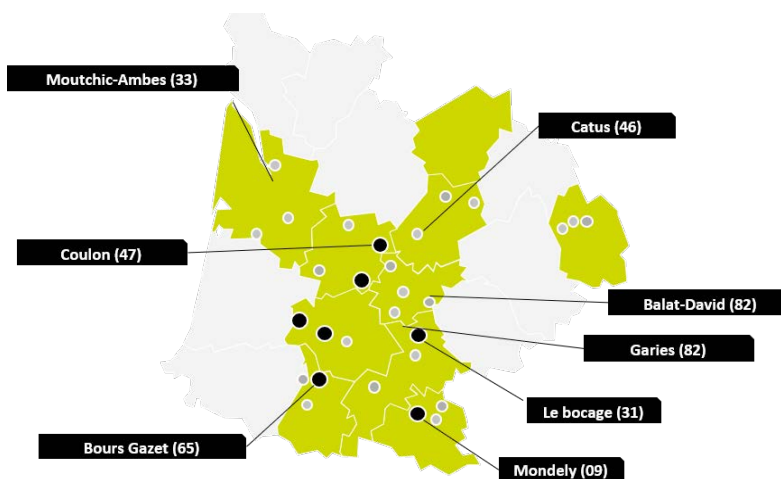 Moutchic-Ambes (33)
Catus (46)
Coulon (47)
Balat-David (82)
Garies (82)
Le bocage (31)
Bours Gazet (65)
Mondely (09)